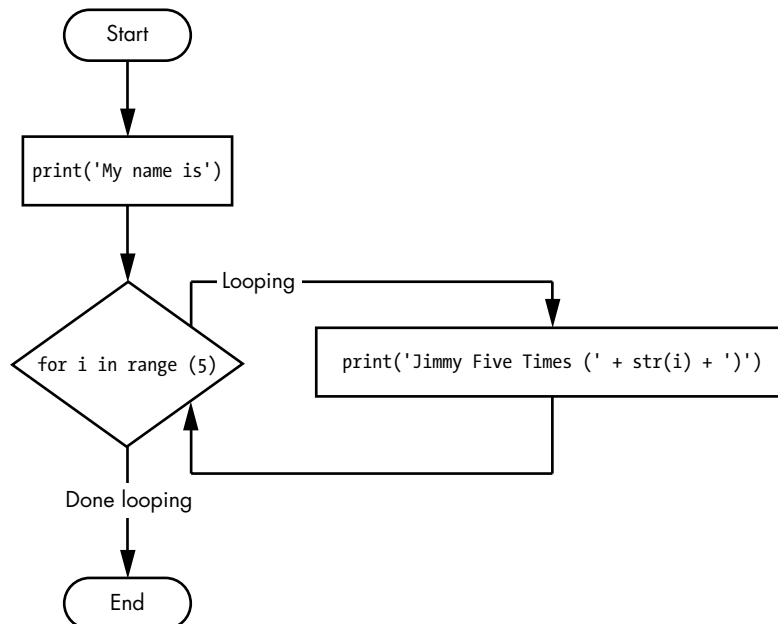 Start
print('My name is')
Looping
for i in range (5)
print('Jimmy Five Times (' + str(i) + ')')
Done looping
End